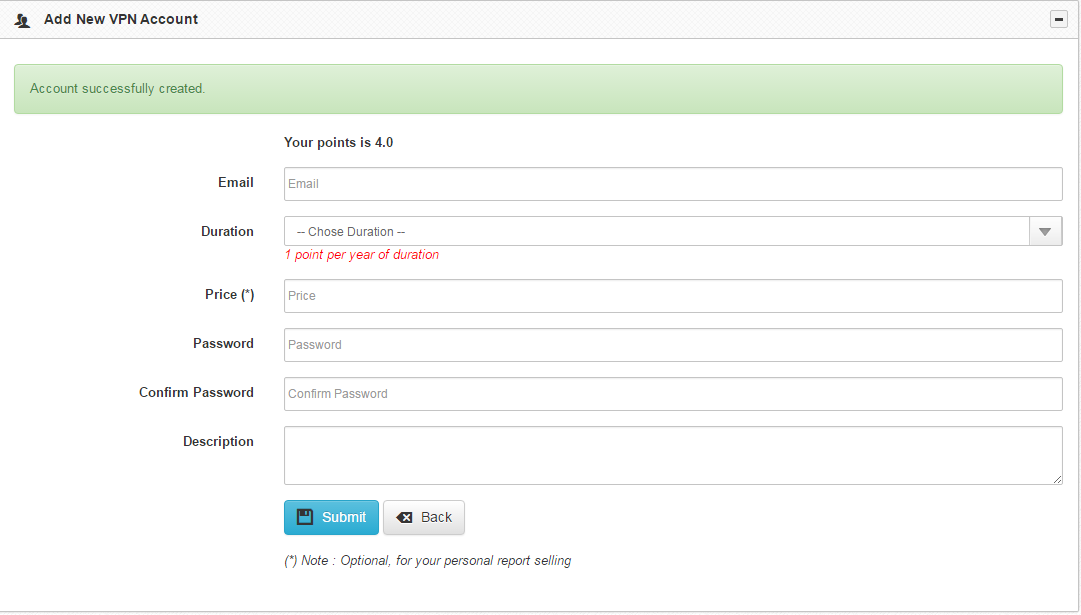 Add New VPN Account
Account successfully created.
Your points is 4.0
Email
Email
Duration
-- Chose Duration --
1 point per year of duration
Price (*)
Price
Password
Password
Confirm Password
Confirm Password
Description
Submit
Back
(*) Note : Optional, for your personal report selling